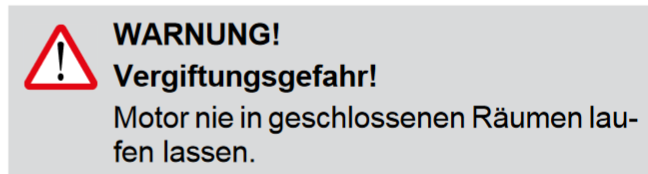 WARNUNG!
Vergiftungsgefahr!
Motor nie in geschlossenen Räumen lau-
fen lassen.